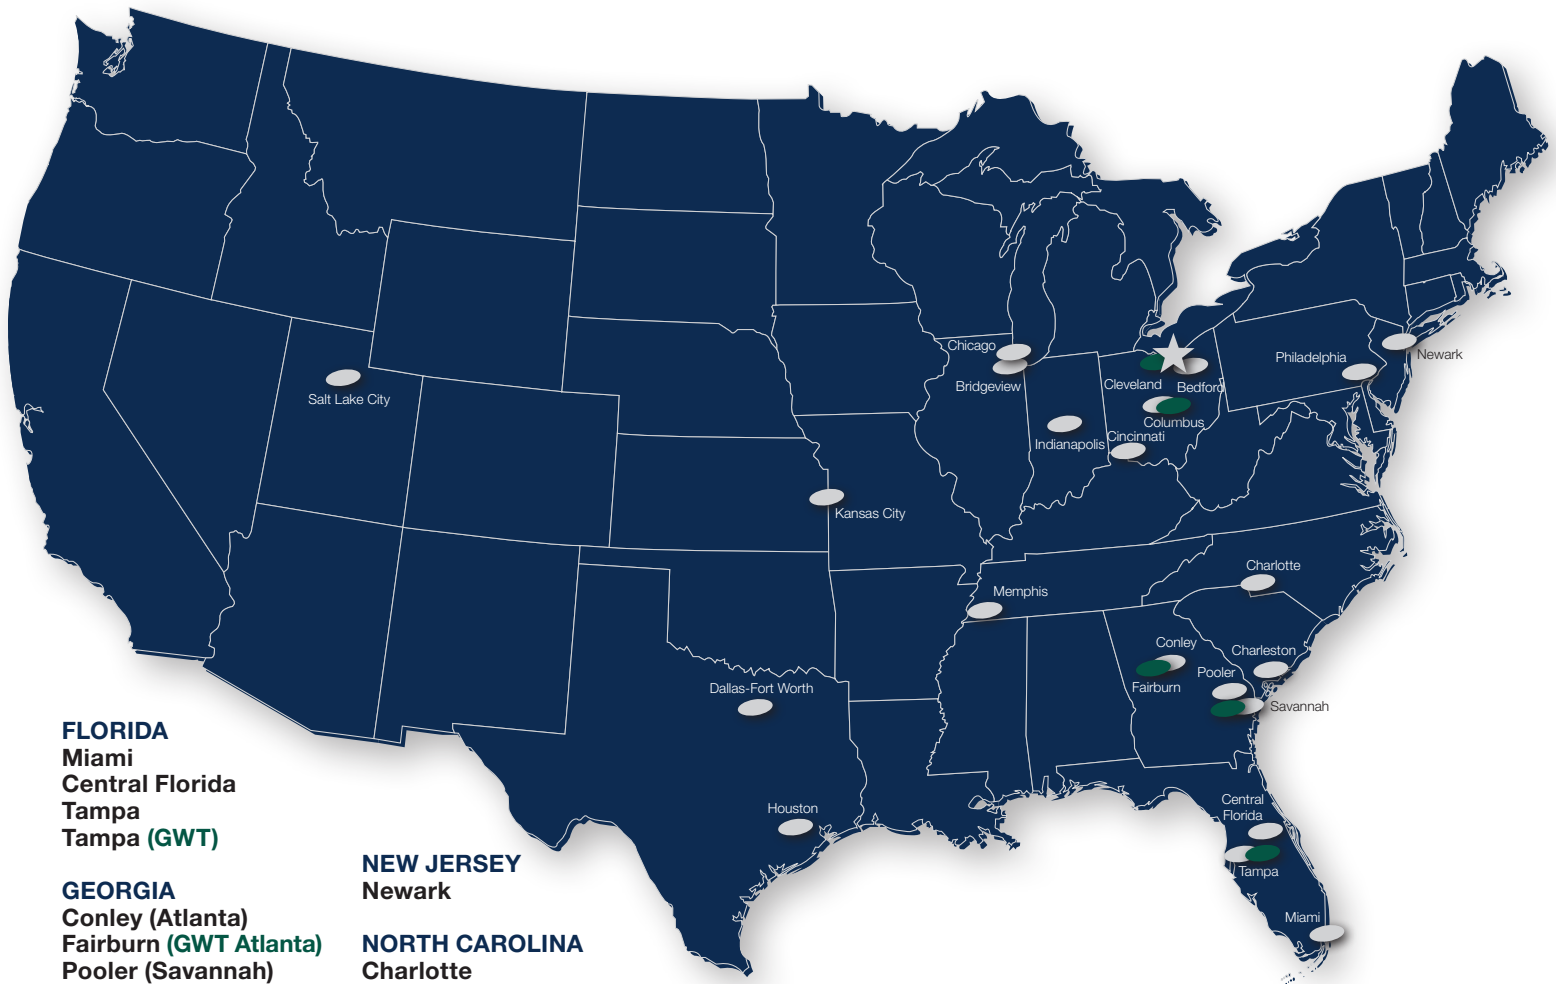 Chicago
Bridgeview
Salt Lake City
Cleveland
Bedford
Columbus
Indianapolis
Cincinnati
Philadelphia
Newark
Kansas City
Memphis
Charlotte
Conley
Fairburn
Charleston
Pooler
Savannah
Dallas-Fort Worth
Houston
Central
Florida
Tampa
Miami
FLORIDA
Miami
Central Florida
Tampa
Tampa (GWT)
GEORGIA
Conley (Atlanta)
Fairburn (GWT Atlanta)
Pooler (Savannah)
NEW JERSEY
Newark
NORTH CAROLINA
Charlotte